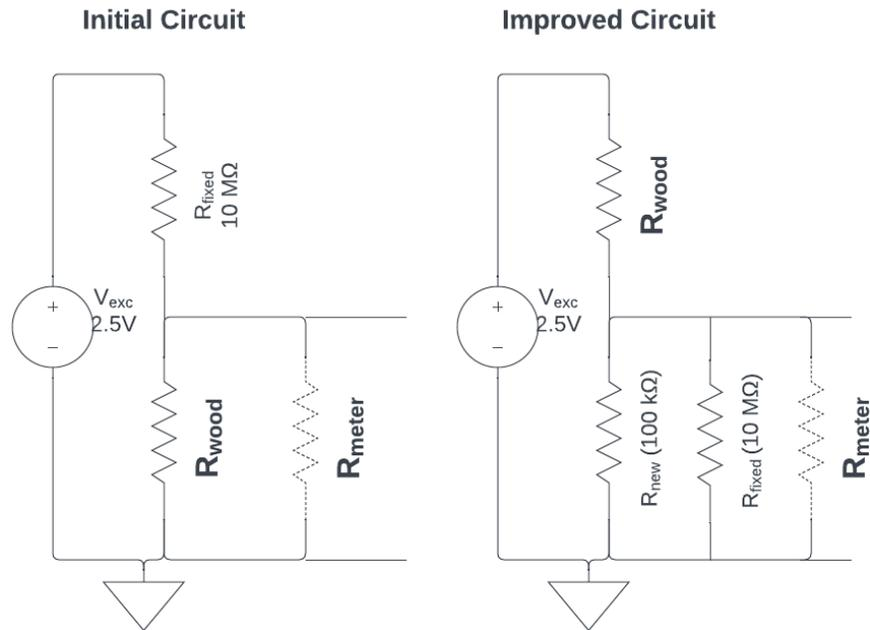 Initial Circuit
Improved Circuit
Rfixed
10 MΩ
Vexc
2.5V
+
−
Rwood
Rmeter
Rwood
Vexc
2.5V
+
−
Rnew (100 kΩ)
Rfixed (10 MΩ)
Rmeter